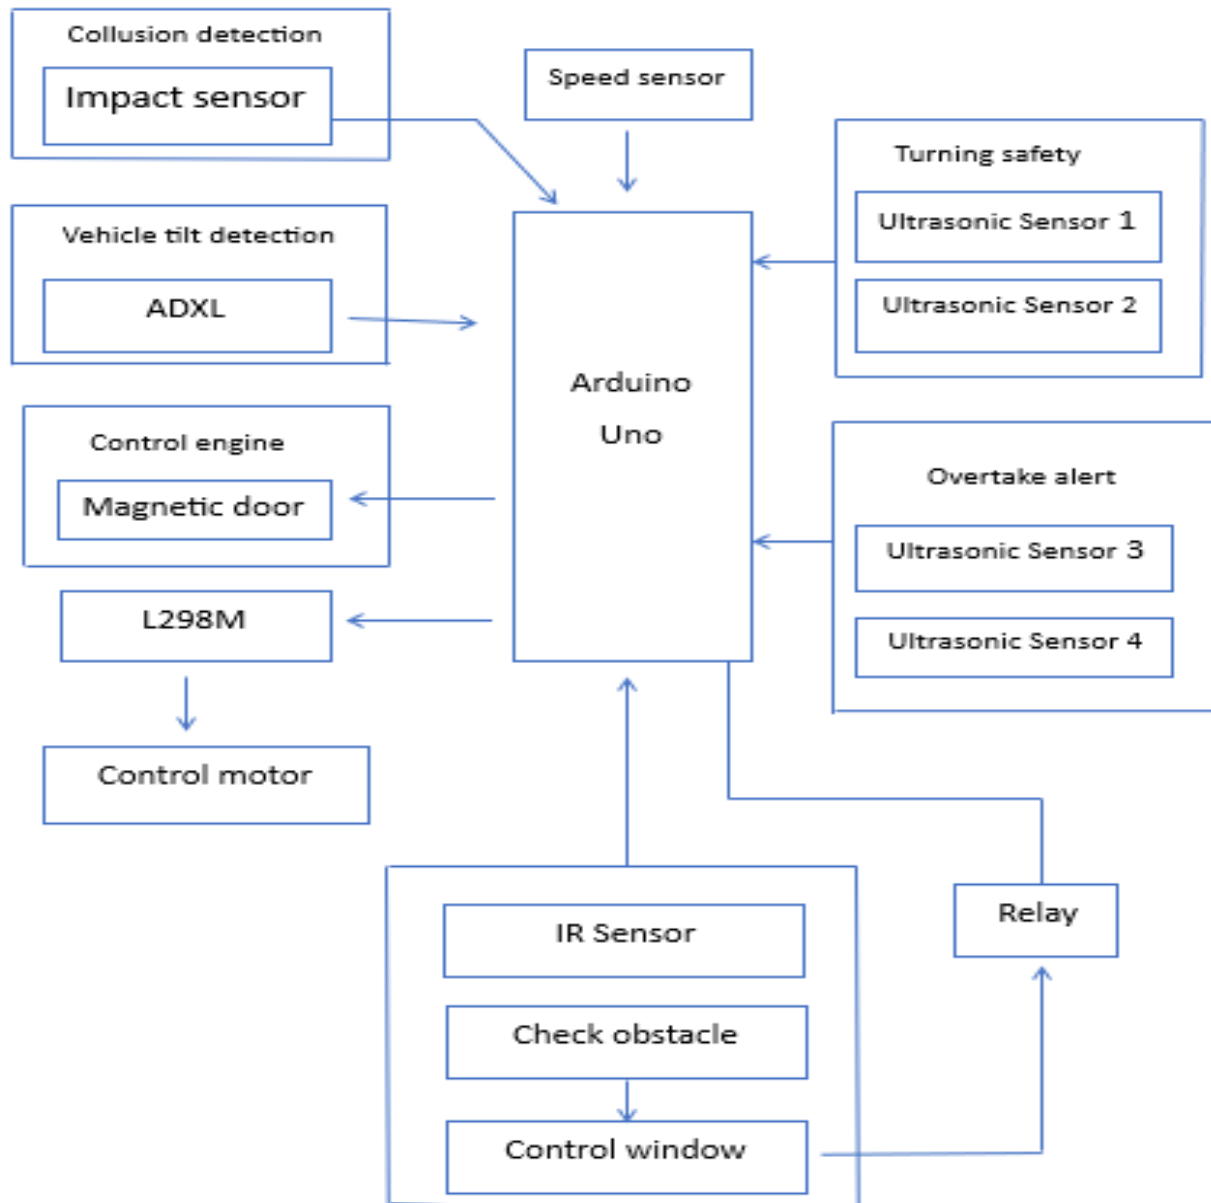 Collusion detection
Impact sensor
Speed sensor
Turning safety
Ultrasonic Sensor 1
Ultrasonic Sensor 2
Vehicle tilt detection
ADXL
Arduino
Uno
Control engine
Magnetic door
Overtake alert
Ultrasonic Sensor 3
Ultrasonic Sensor 4
L298M
Control motor
IR Sensor
Check obstacle
Control window
Relay